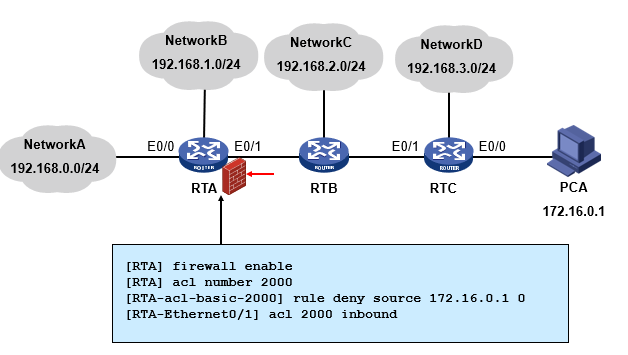 NetworkB
192.168.1.0/24
NetworkC
192.168.2.0/24
NetworkD
192.168.3.0/24
NetworkA
192.168.0.0/24
E0/0
E0/1
E0/1
E0/0
ROUTER
ROUTER
ROUTER
RTA
RTB
RTC
PCA
172.16.0.1
[RTA] firewall enable
[RTA] acl number 2000
[RTA-acl-basic-2000] rule deny source 172.16.0.1 0
[RTA-Ethernet0/1] acl 2000 inbound